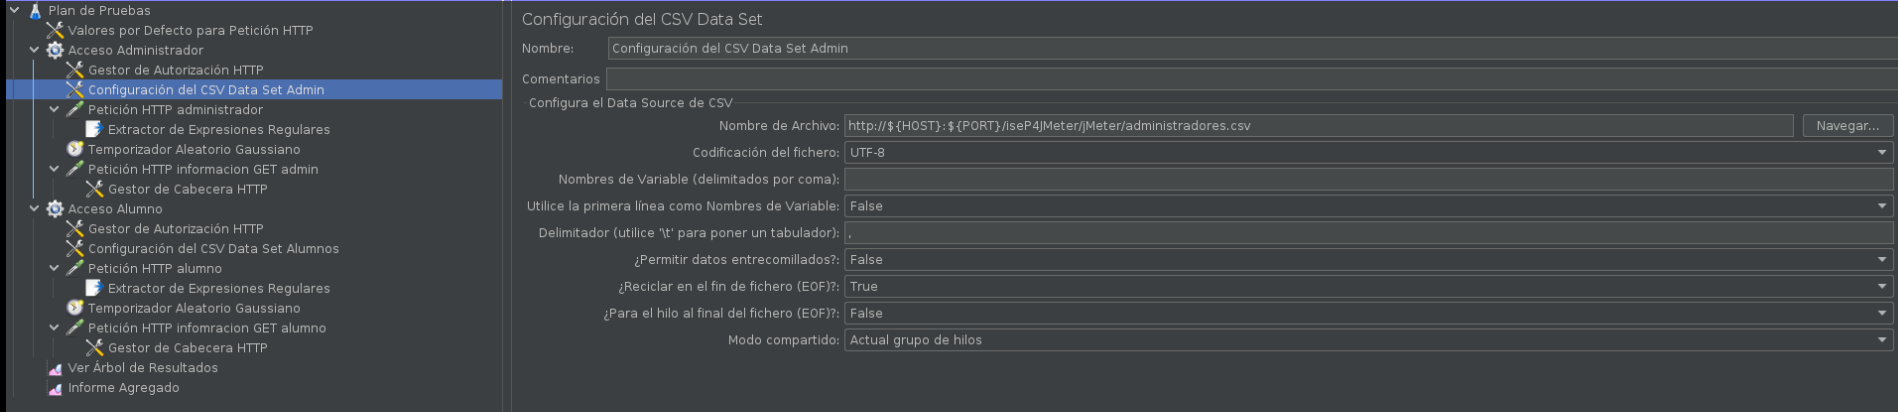 Plan de Pruebas
Valores por Defecto para Petición HTTP
Acceso Administrador
Gestor de Autorización HTTP
Configuración del CSV Data Set Admin
Petición HTTP administrador
Extractor de Expresiones Regulares
Temporizador Aleatorio Gaussiano
Petición HTTP informacion GET admin
Gestor de Cabecera HTTP
Acceso Alumno
Gestor de Autorización HTTP
Configuración del CSV Data Set Alumnos
Petición HTTP alumno
Extractor de Expresiones Regulares
Temporizador Aleatorio Gaussiano
Petición HTTP infomracion GET alumno
Gestor de Cabecera HTTP
Ver Árbol de Resultados
Informe Agregado
Configuración del CSV Data Set
Nombre: Configuración del CSV Data Set Admin
Comentarios
Configura el Data Source de CSV
Nombre de Archivo: http://${HOST}:${PORT}/iseP4JMeter/jMeter/administradores.csv Navegar...
Codificación del fichero: UTF-8
Nombres de Variable (delimitados por coma):
Utilice la primera línea como Nombres de Variable: False
Delimitador (utilice '\t' para poner un tabulador): ,
¿Permitir datos entrecomillados?: False
¿Reciclar en el fin de fichero (EOF)?: True
¿Para el hilo al final del fichero (EOF)?: False
Modo compartido: Actual grupo de hilos